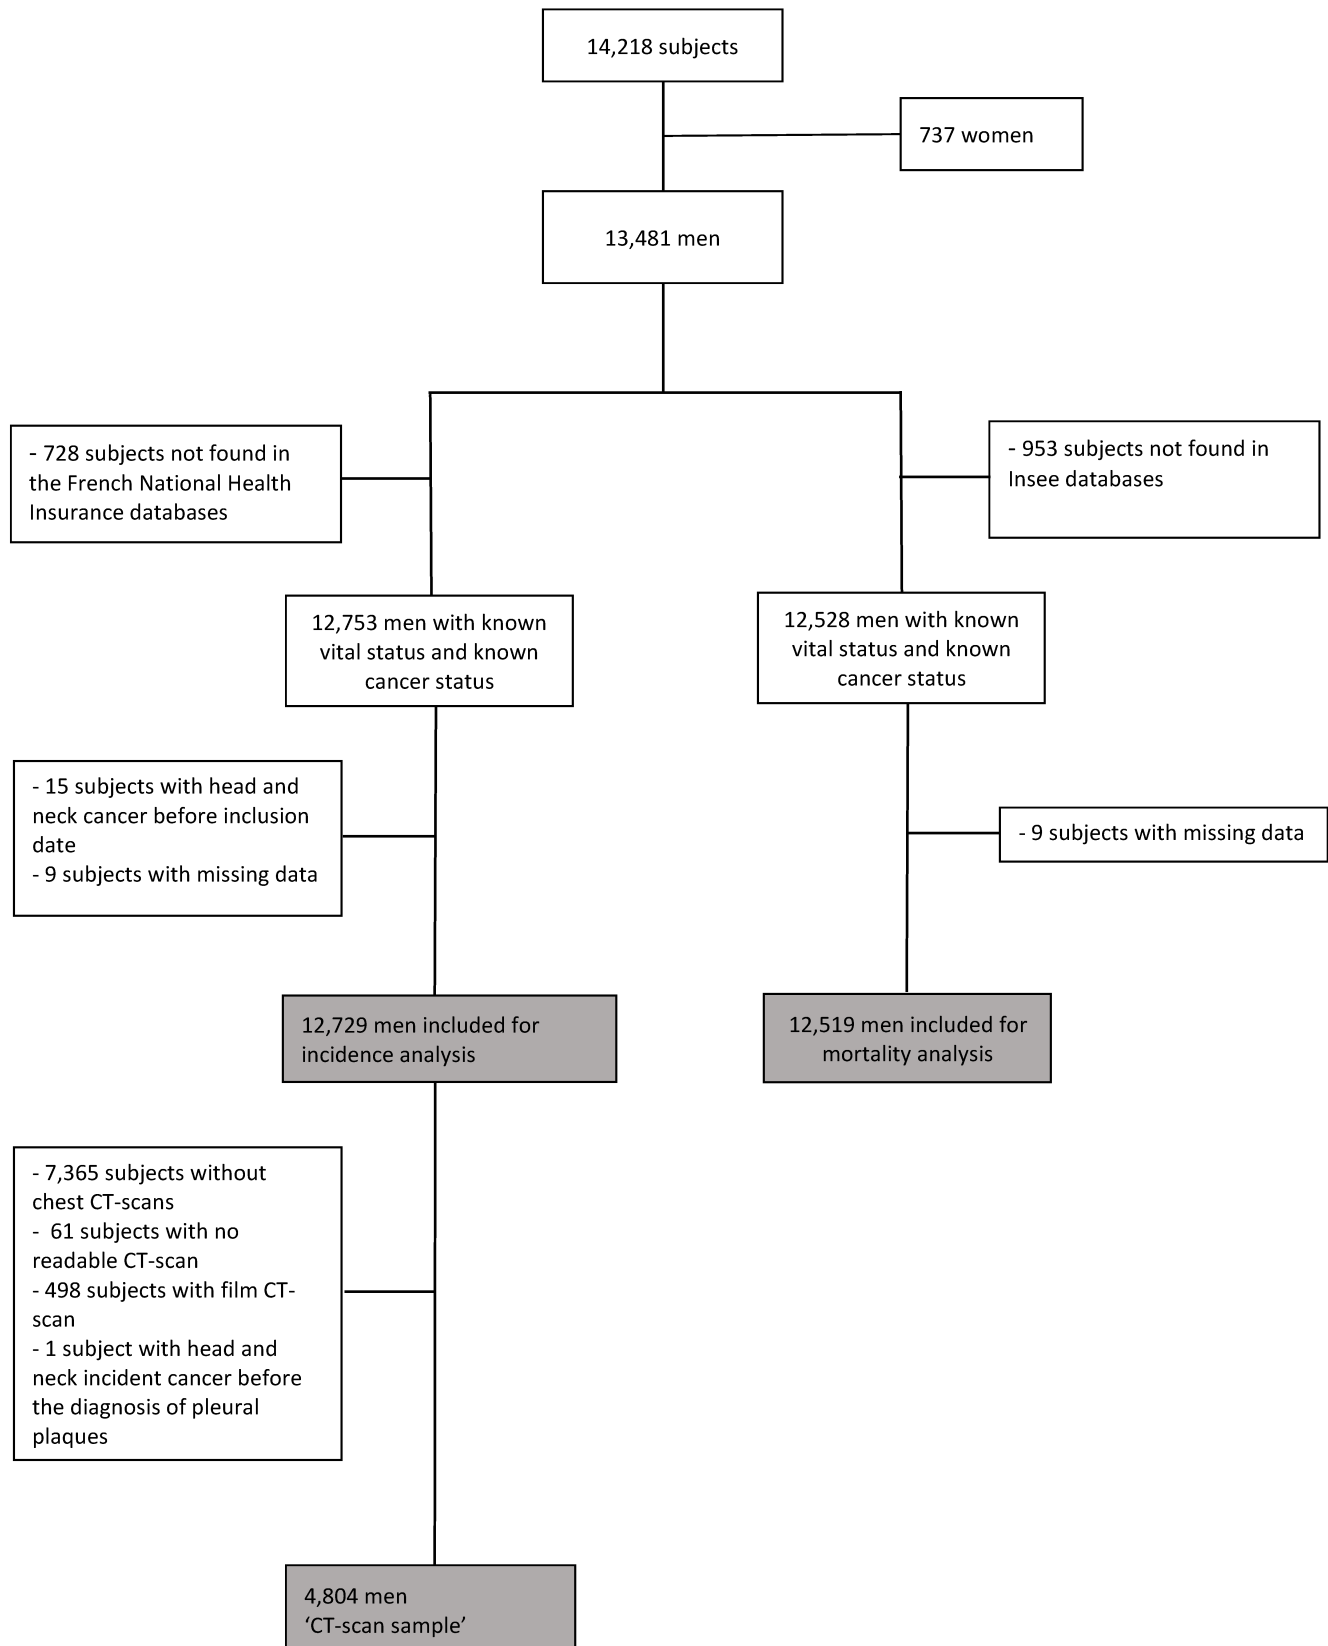 14,218 subjects
737 women
13,481 men
- 728 subjects not found in
the French National Health
Insurance databases
- 953 subjects not found in
Insee databases
12,753 men with known
vital status and known
cancer status
12,528 men with known
vital status and known
cancer status
- 15 subjects with head and
neck cancer before inclusion
date
- 9 subjects with missing data
- 9 subjects with missing data
12,729 men included for
incidence analysis
12,519 men included for
mortality analysis
- 7,365 subjects without
chest CT-scans
-  61 subjects with no
readable CT-scan
- 498 subjects with film CT-
scan
- 1 subject with head and
neck incident cancer before
the diagnosis of pleural
plaques
4,804 men
‘CT-scan sample’